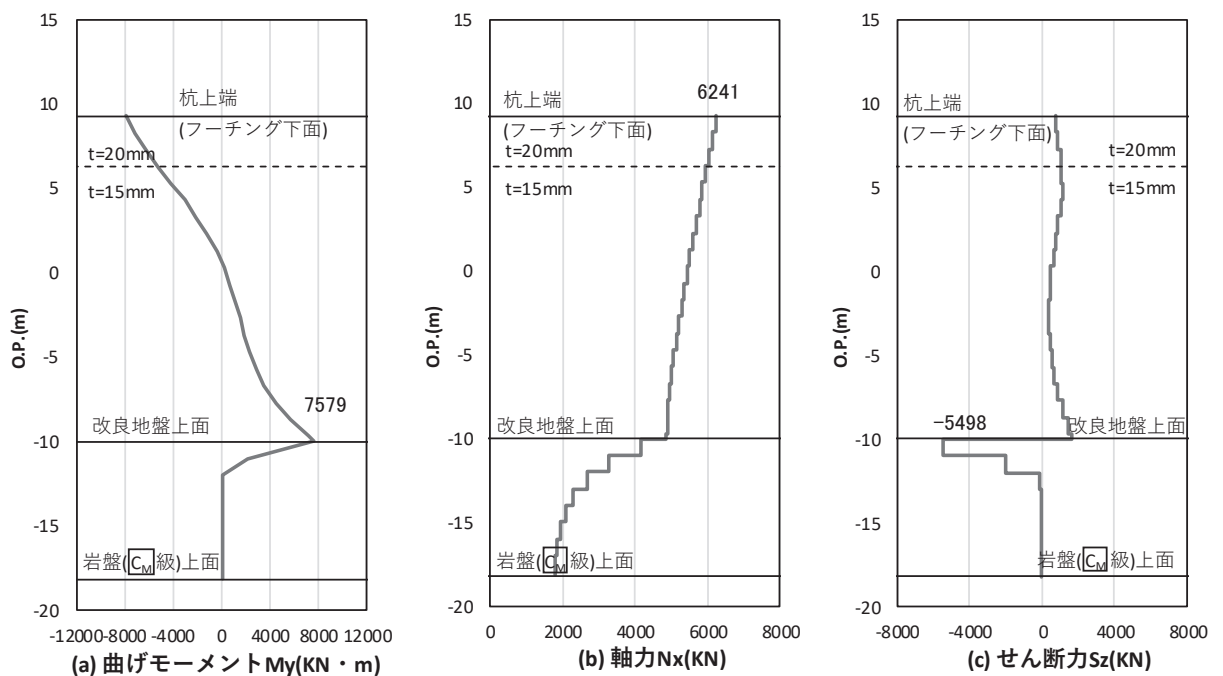 15
10
5
0
-5
-10
-15
-20
O.P.(m)
杭上端
(フーチング下面)
t=20mm
t=15mm
7579
改良地盤上面
岩盤(CM級)上面
-12000 -8000 -4000 0 4000 8000 12000
(a) 曲げモーメントMy(KN・m)
15
10
5
0
-5
-10
-15
-20
O.P.(m)
6241
杭上端
(フーチング下面)
t=20mm
t=15mm
改良地盤上面
岩盤(CM級)上面
0 2000 4000 6000 8000
(b) 軸力Nx(KN)
15
10
5
0
-5
-10
-15
-20
O.P.(m)
杭上端
(フーチング下面)
t=20mm
t=15mm
-5498
改良地盤上面
岩盤(CM級)上面
-8000 -4000 0 4000 8000
(c) せん断力Sz(KN)